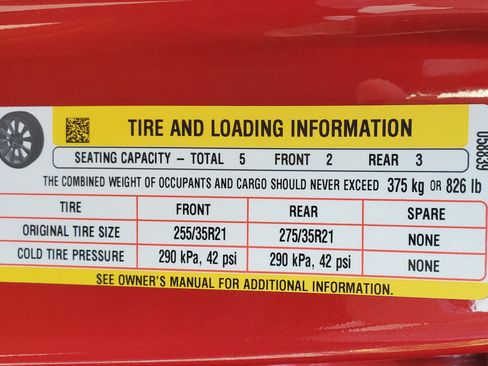 TIRE AND LOADING INFORMATION
SEATING CAPACITY – TOTAL 5 FRONT 2 REAR 3
THE COMBINED WEIGHT OF OCCUPANTS AND CARGO SHOULD NEVER EXCEED 375 kg OR 826 lb
TIRE FRONT REAR SPARE
ORIGINAL TIRE SIZE 255/35R21 275/35R21 NONE
COLD TIRE PRESSURE 290 kPa, 42 psi 290 kPa, 42 psi NONE
SEE OWNER'S MANUAL FOR ADDITIONAL INFORMATION.